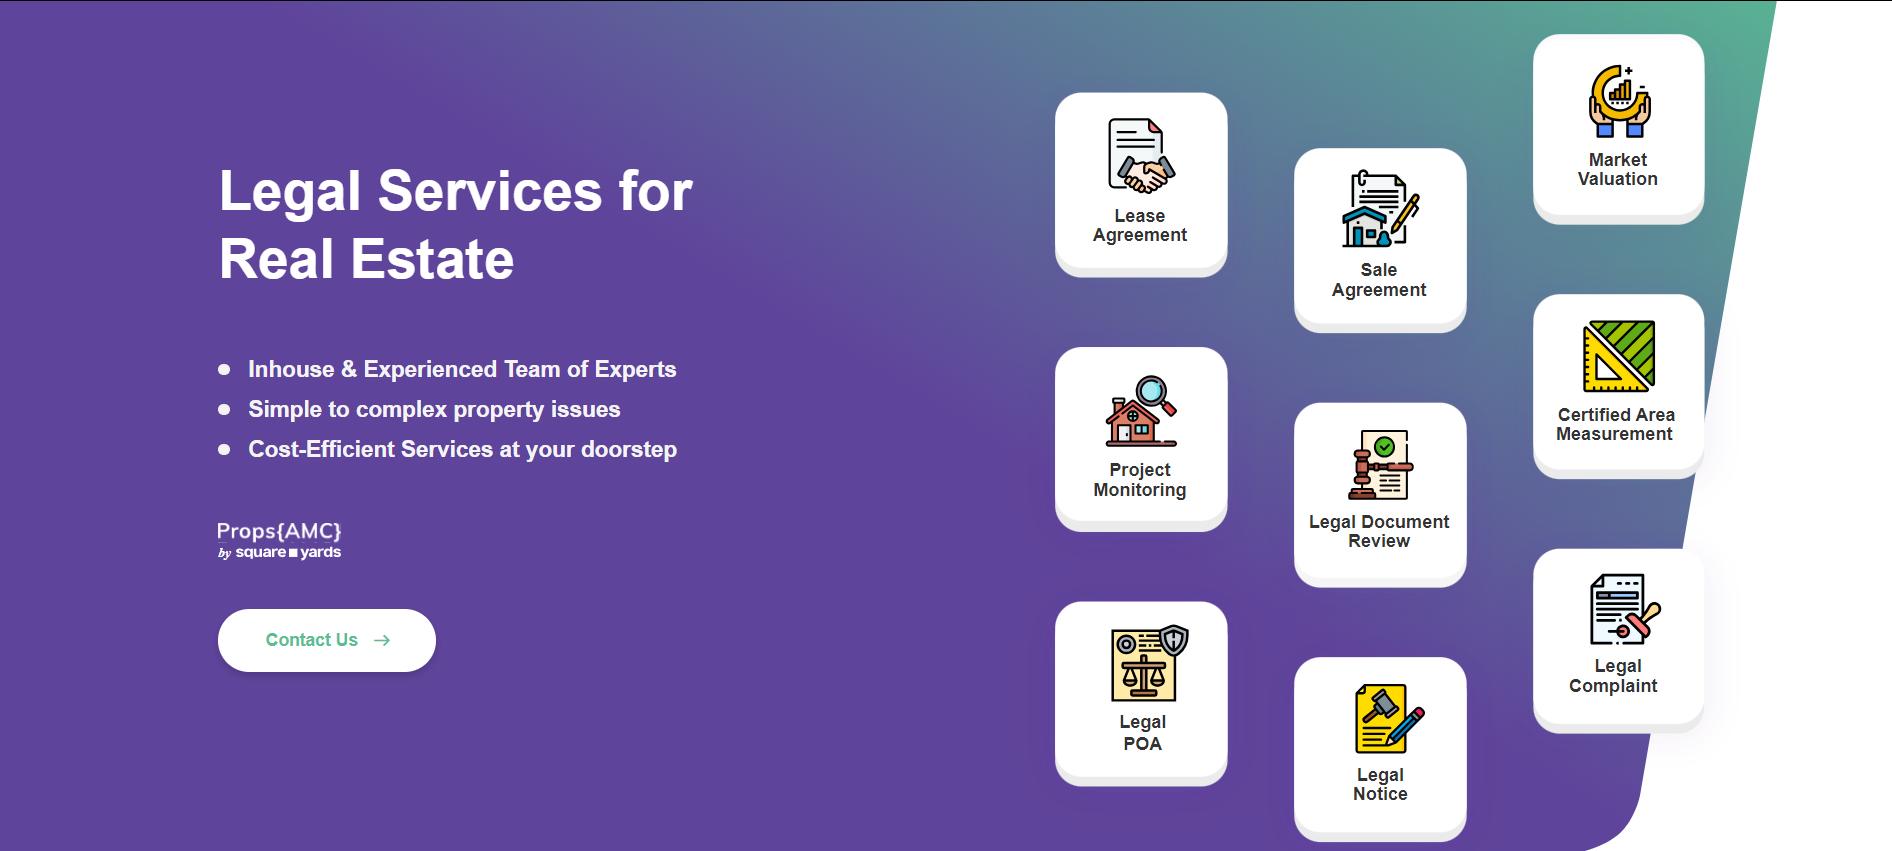 Legal Services for
Real Estate
Inhouse & Experienced Team of Experts
Simple to complex property issues
Cost-Efficient Services at your doorstep
Props{AMC}
by square yards
Contact Us
Lease
Agreement
Sale
Agreement
Market
Valuation
Project
Monitoring
Legal Document
Review
Certified Area
Measurement
Legal
POA
Legal
Notice
Legal
Complaint